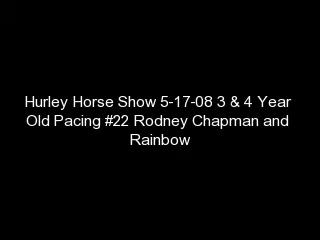 Hurley Horse Show 5-17-08 3 & 4 Year
Old Pacing #22 Rodney Chapman and
Rainbow